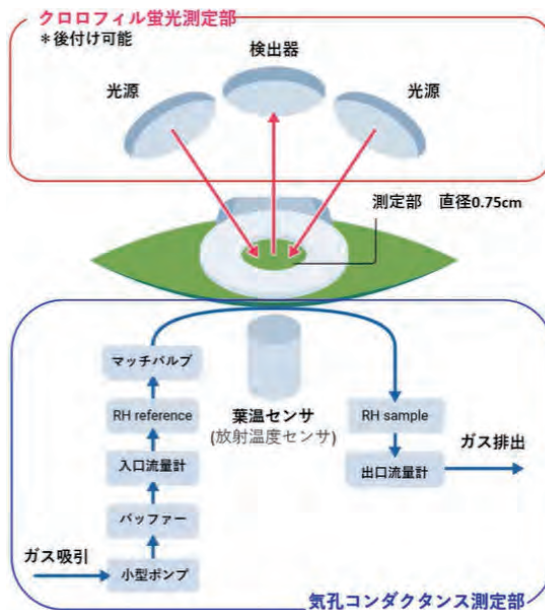 クロロフィル蛍光測定部
＊後付け可能
検出器
光源
光源
測定部　直径0.75cm
マッチバルブ
RH reference
入口流量計
バッファー
ガス吸引
小型ポンプ
葉温センサ
(放射温度センサ)
RH sample
ガス排出
出口流量計
気孔コンダクタンス測定部